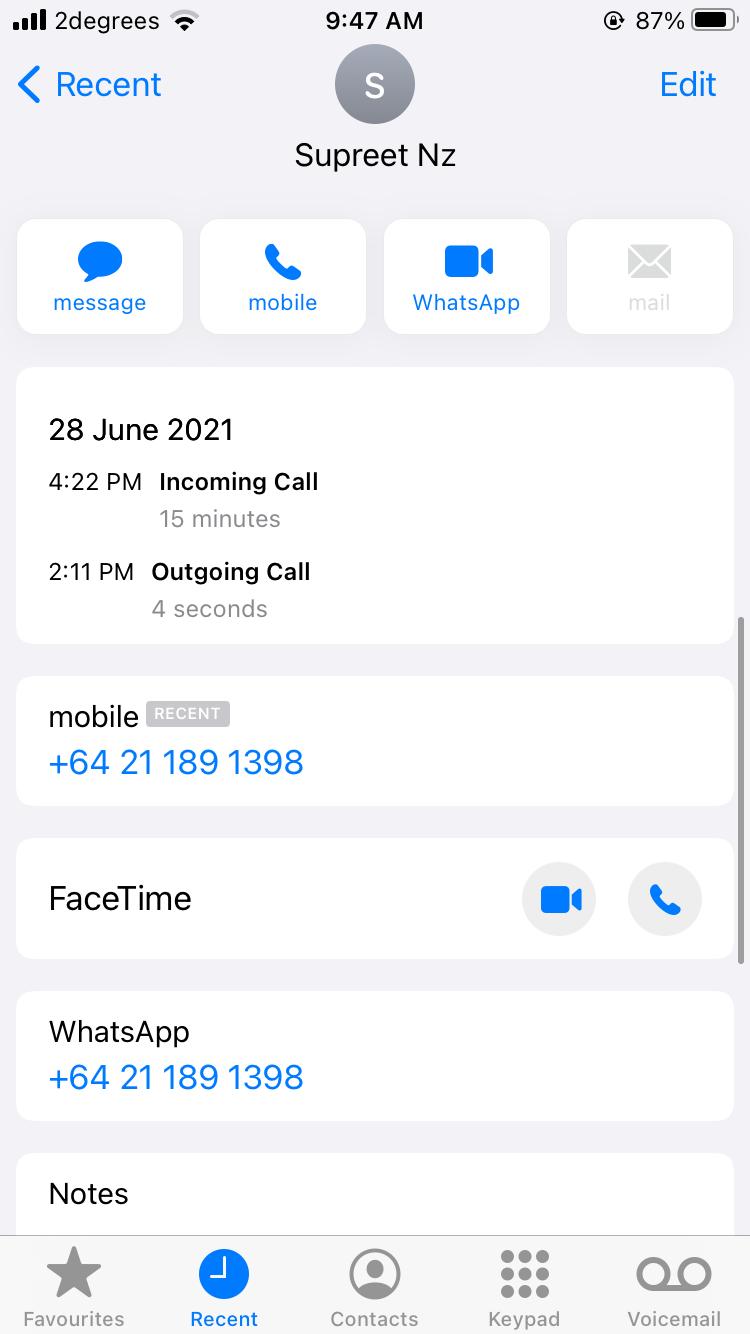 2degrees 9:47 AM 87%
Recent S Edit
Supreet Nz
message mobile WhatsApp mail
28 June 2021
4:22 PM Incoming Call
15 minutes
2:11 PM Outgoing Call
4 seconds
mobile RECENT
+64 21 189 1398
FaceTime
WhatsApp
+64 21 189 1398
Notes
Favourites Recent Contacts Keypad Voicemail